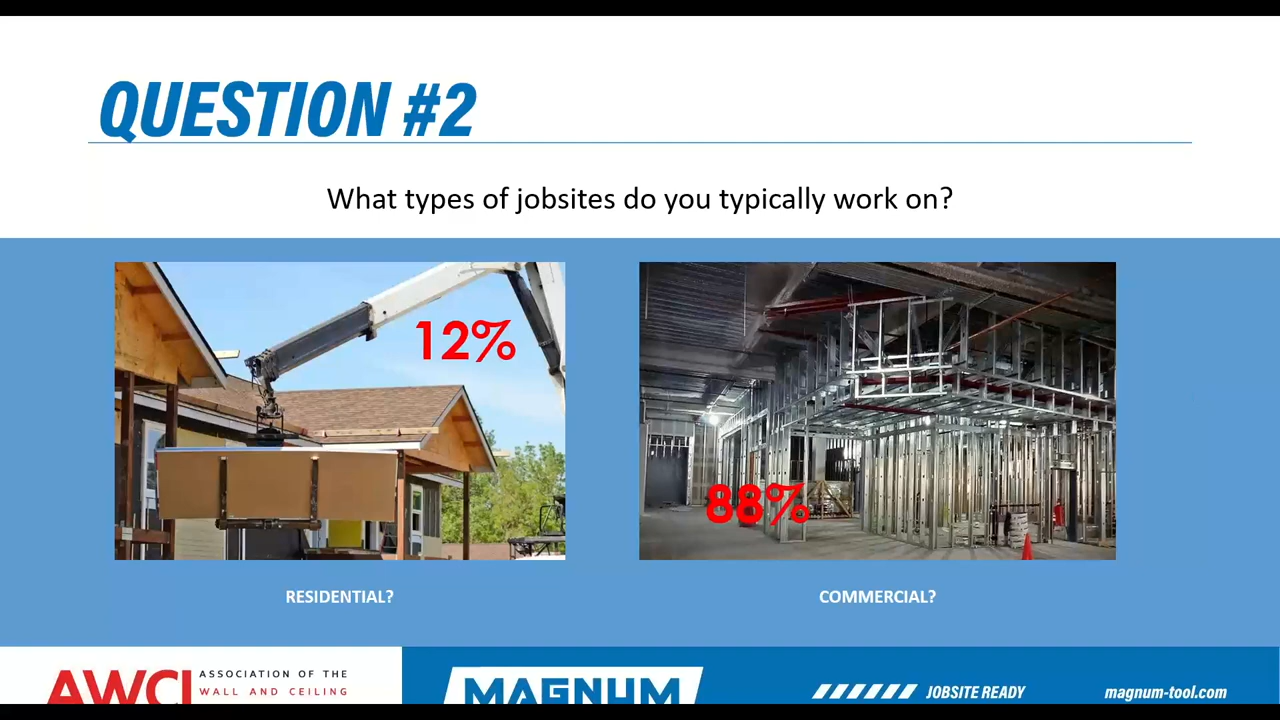 QUESTION #2
What types of jobsites do you typically work on?
12%
88%
RESIDENTIAL?
COMMERCIAL?
AWCI
ASSOCIATION OF THE
WALL AND CEILING
MAGNUM
JOBSITE READY
magnum-tool.com